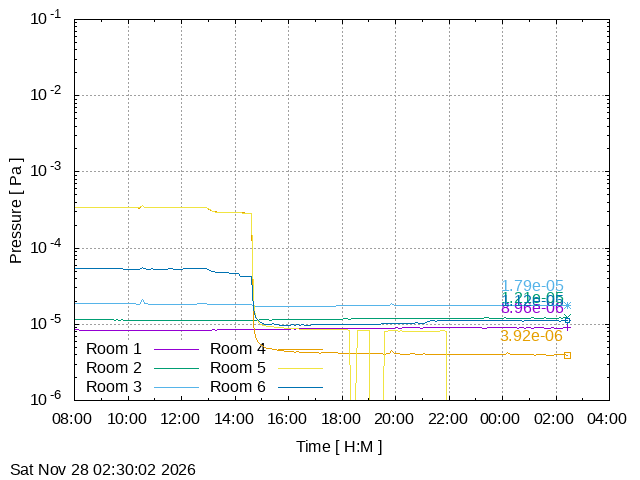 10^-1
10^-2
10^-3
10^-4
10^-5
10^-6
Pressure [ Pa ]
1.79e-05
8.96e-06
3.92e-06
Room 1 Room 4
Room 2 Room 5
Room 3 Room 6
08:00 10:00 12:00 14:00 16:00 18:00 20:00 22:00 00:00 02:00 04:00
Time [ H:M ]
Sat Nov 28 02:30:02 2026